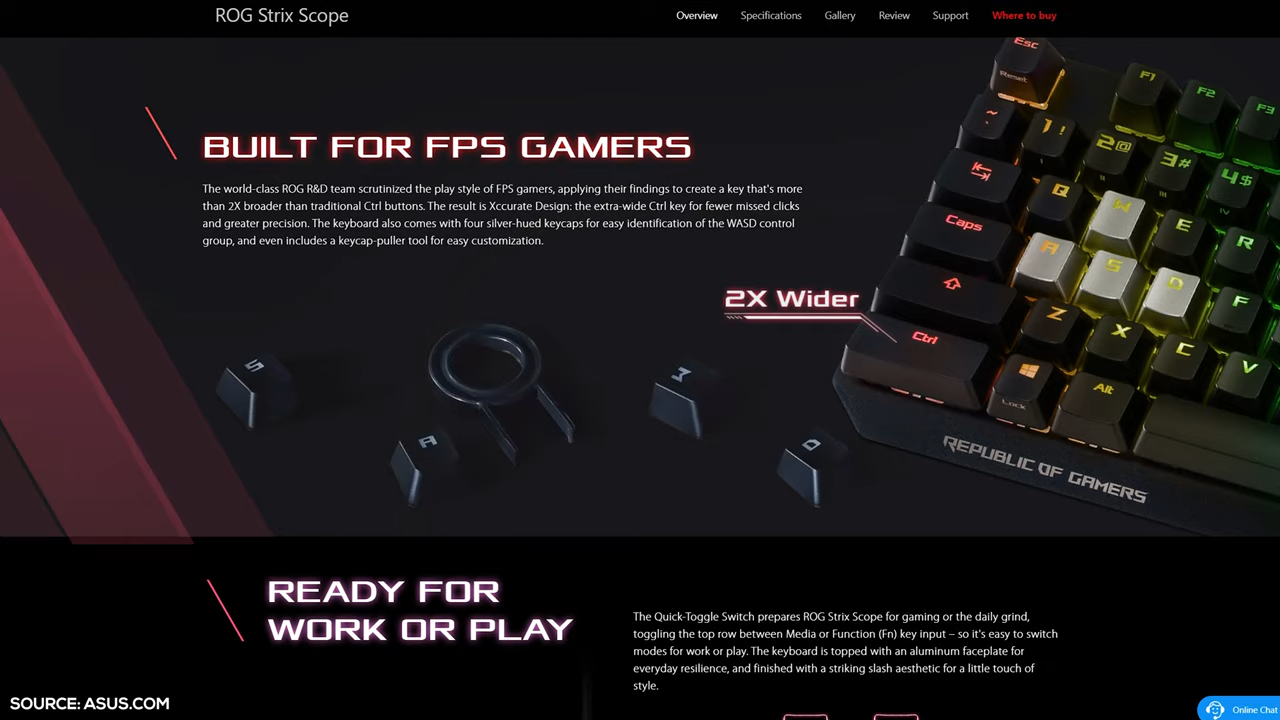 ROG Strix Scope
Overview
Specifications
Gallery
Review
Support
Where to buy
BUILT FOR FPS GAMERS
The world-class ROG R&D team scrutinized the play style of FPS gamers, applying their findings to create a key that's more
than 2X broader than traditional Ctrl buttons. The result is Xccurate Design: the extra-wide Ctrl key for fewer missed clicks
and greater precision. The keyboard also comes with four silver-hued keycaps for easy identification of the WASD control
group, and even includes a keycap-puller tool for easy customization.
2X Wider
Esc
Reset
F1
F2
F3
~
1 !
2@
3#
4$
Q
W
E
R
Caps
A
S
D
F
Z
X
C
V
Ctrl
Lock
Alt
REPUBLIC OF GAMERS
S
A
W
D
READY FOR
WORK OR PLAY
The Quick-Toggle Switch prepares ROG Strix Scope for gaming or the daily grind,
toggling the top row between Media or Function (Fn) key input – so it's easy to switch
modes for work or play. The keyboard is topped with an aluminum faceplate for
everyday resilience, and finished with a striking slash aesthetic for a little touch of
style.
SOURCE: ASUS.COM
Online Chat